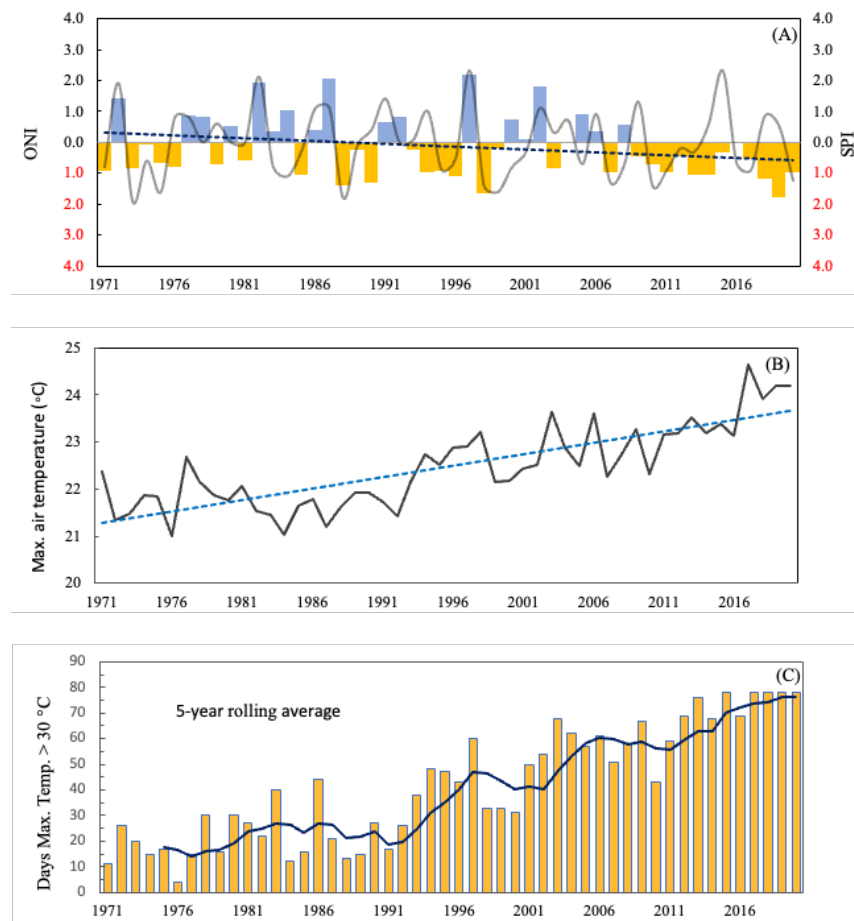 4.0 4.0
(A)
3.0 3.0
2.0 2.0
1.0 1.0
0.0 0.0
1.0 1.0
2.0 2.0
3.0 3.0
4.0 4.0
ONI
SPI
1971 1976 1981 1986 1991 1996 2001 2006 2011 2016
25
(B)
24
23
22
21
20
Max. air temperature (°C)
1971 1976 1981 1986 1991 1996 2001 2006 2011 2016
90
(C)
80
70
5-year rolling average
60
50
40
30
20
10
0
Days Max. Temp. > 30 °C
1971 1976 1981 1986 1991 1996 2001 2006 2011 2016